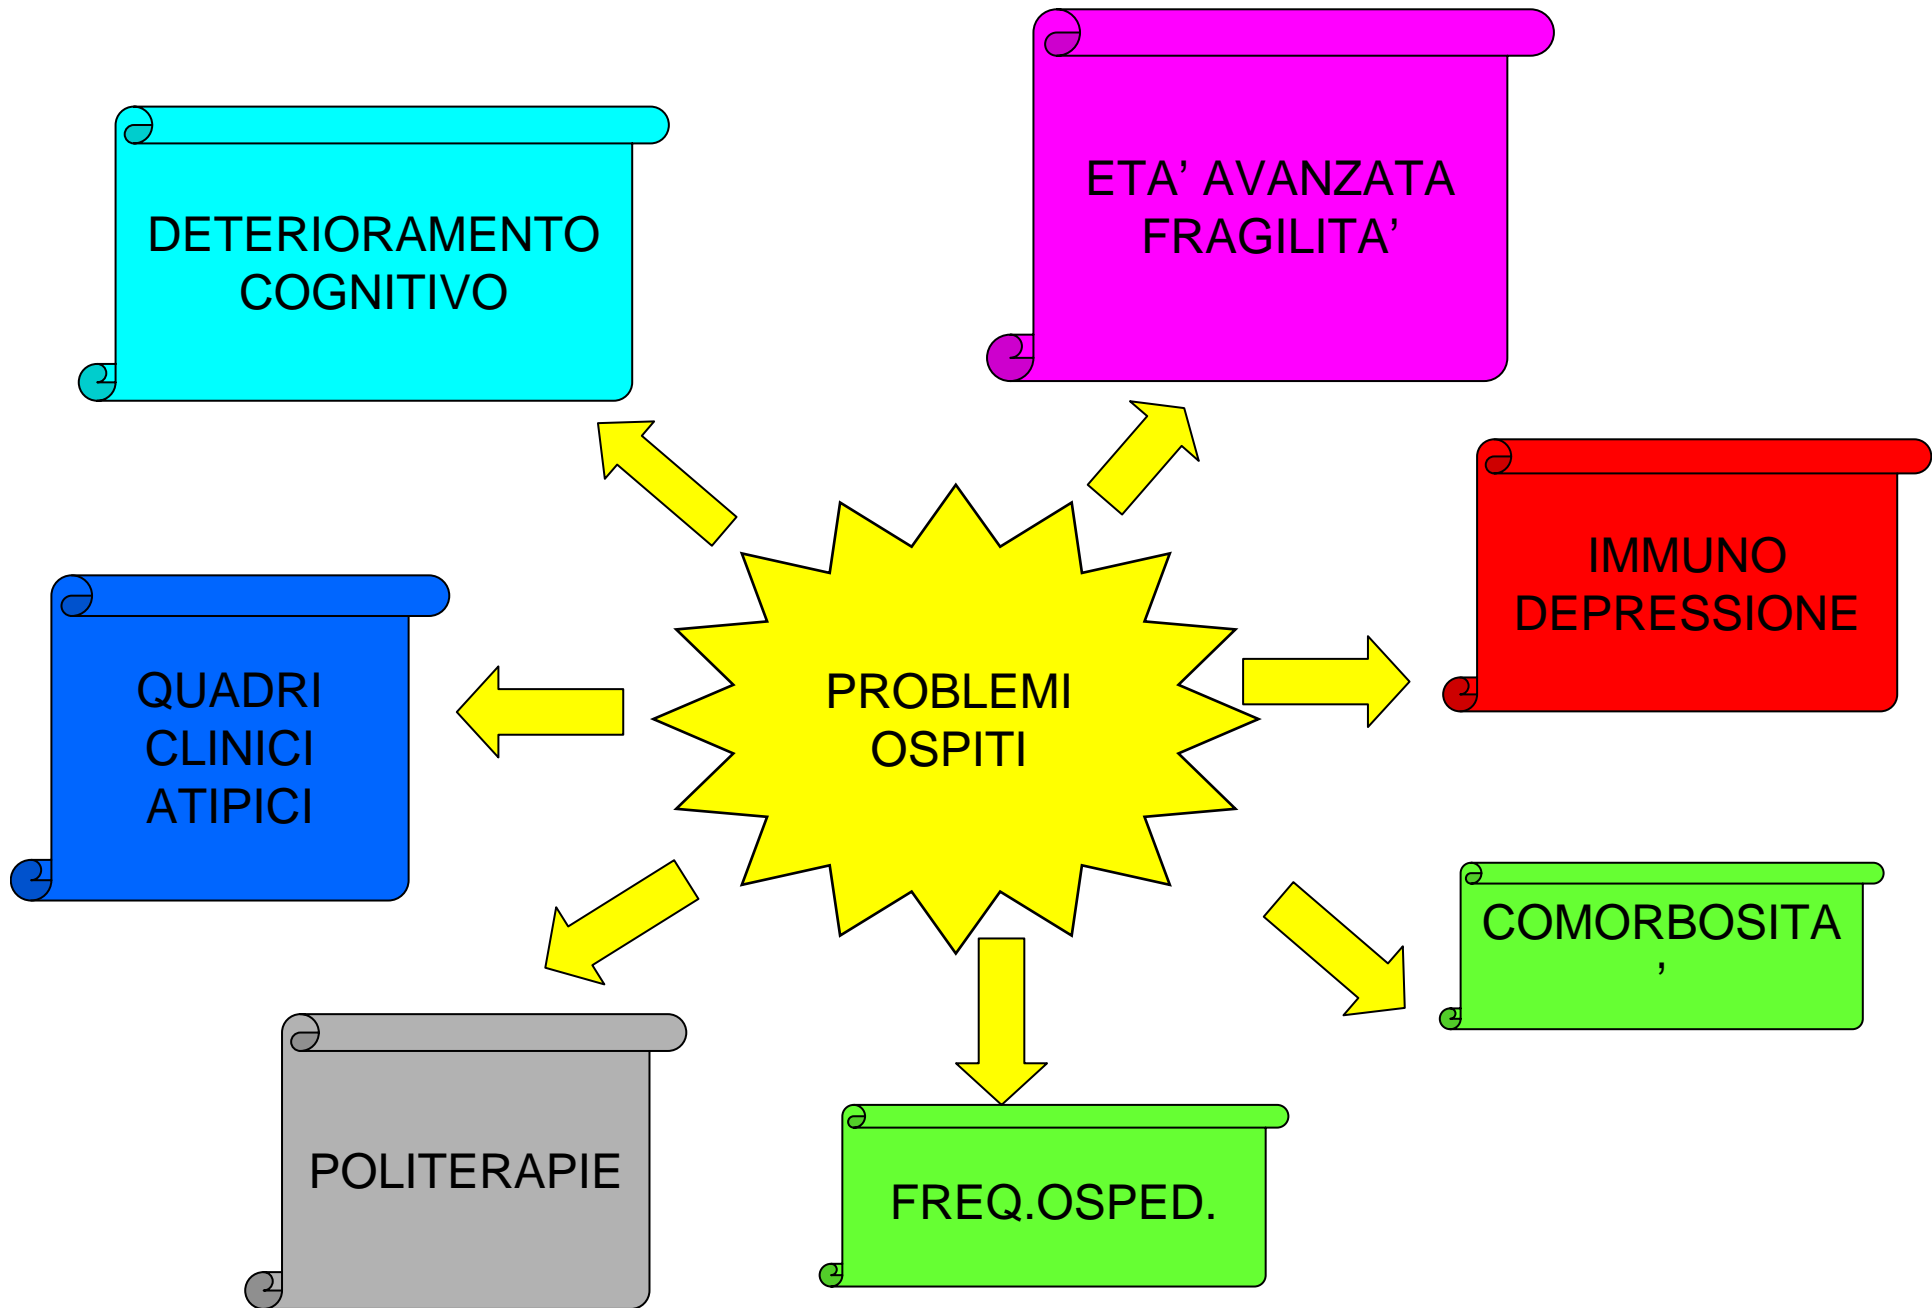 ETA’ AVANZATA
FRAGILITA’
DETERIORAMENTO
COGNITIVO
IMMUNO
DEPRESSIONE
QUADRI
CLINICI
ATIPICI
PROBLEMI
OSPITI
COMORBOSITA
’
POLITERAPIE
FREQ.OSPED.